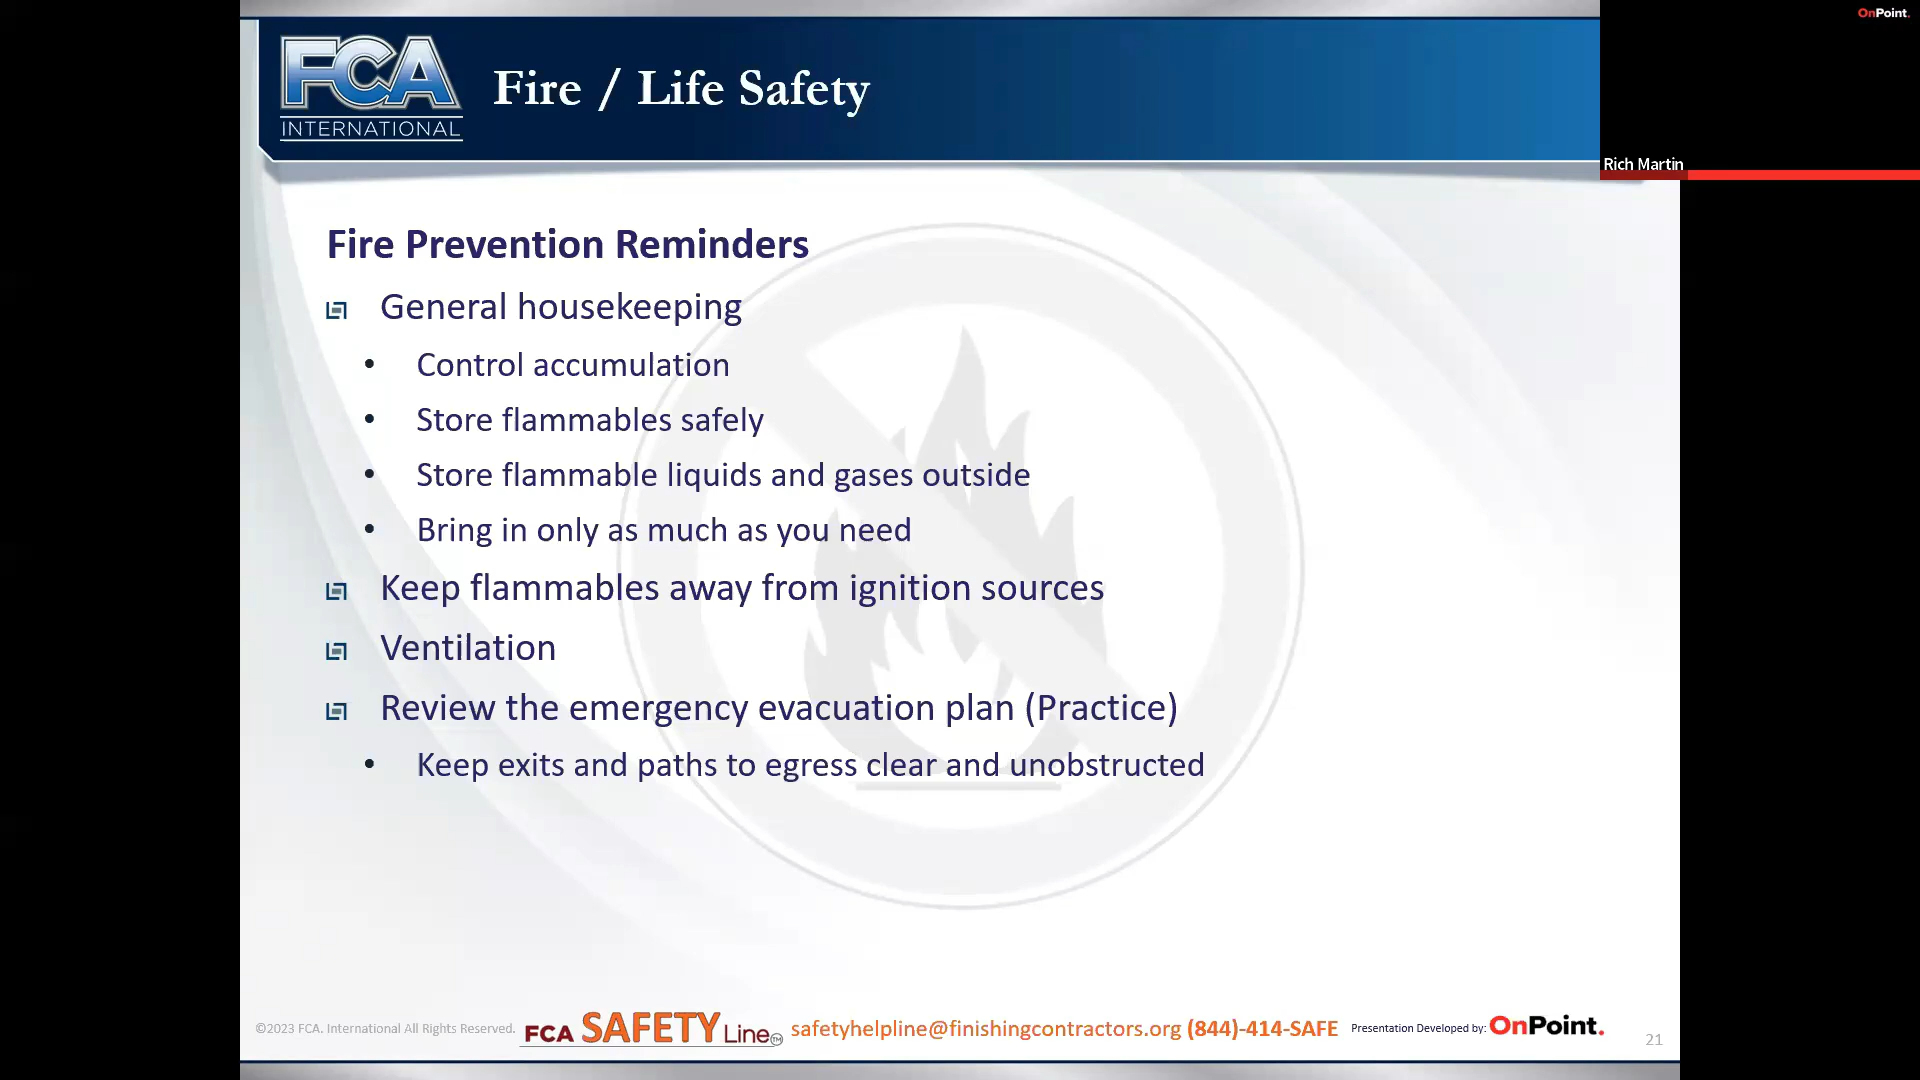 OnPoint.
FCA
INTERNATIONAL
Fire / Life Safety
Rich Martin
Fire Prevention Reminders
General housekeeping
• Control accumulation
• Store flammables safely
• Store flammable liquids and gases outside
• Bring in only as much as you need
Keep flammables away from ignition sources
Ventilation
Review the emergency evacuation plan (Practice)
• Keep exits and paths to egress clear and unobstructed
©2023 FCA. International All Rights Reserved. FCA SAFETY Line TM safetyhelpline@finishingcontractors.org (844)-414-SAFE Presentation Developed by: OnPoint.
21